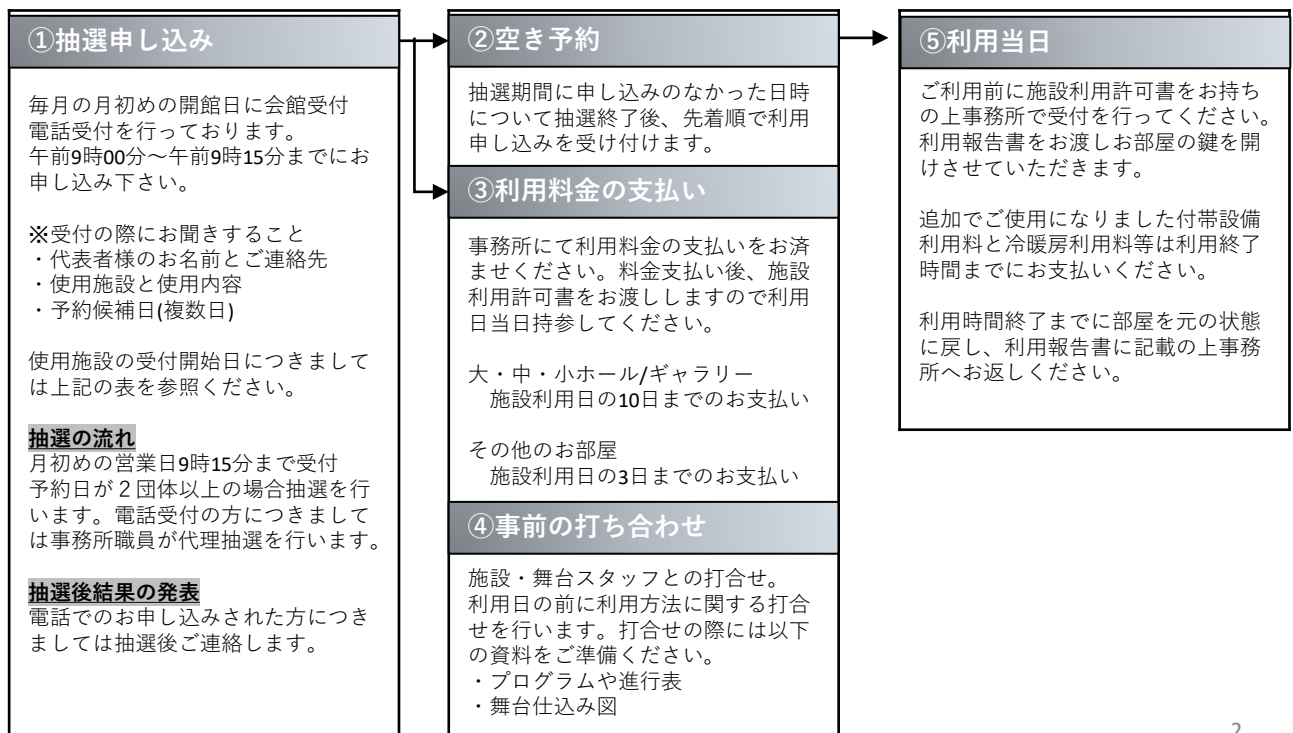 ①抽選申し込み
毎月の月初めの開館日に会館受付
電話受付を行っております。
午前9時00分～午前9時15分までにお
申し込み下さい。
※受付の際にお聞きすること
・代表者様のお名前とご連絡先
・使用施設と使用内容
・予約候補日(複数日)
使用施設の受付開始日につきまして
は上記の表を参照ください。
抽選の流れ
月初めの営業日9時15分まで受付
予約日が２団体以上の場合抽選を行
います。電話受付の方につきまして
は事務所職員が代理抽選を行います。
抽選後結果の発表
電話でのお申し込みされた方につき
ましては抽選後ご連絡します。
②空き予約
抽選期間に申し込みのなかった日時
について抽選終了後、先着順で利用
申し込みを受け付けます。
③利用料金の支払い
事務所にて利用料金の支払いをお済
ませください。料金支払い後、施設
利用許可書をお渡ししますので利用
日当日持参してください。
大・中・小ホール/ギャラリー
施設利用日の10日までのお支払い
その他のお部屋
施設利用日の3日までのお支払い
④事前の打ち合わせ
施設・舞台スタッフとの打合せ。
利用日の前に利用方法に関する打合
せを行います。打合せの際には以下
の資料をご準備ください。
・プログラムや進行表
・舞台仕込み図
⑤利用当日
ご利用前に施設利用許可書をお持ち
の上事務所で受付を行ってください。
利用報告書をお渡しお部屋の鍵を開
けさせていただきます。
追加でご使用になりました付帯設備
利用料と冷暖房利用料等は利用終了
時間までにお支払いください。
利用時間終了までに部屋を元の状態
に戻し、利用報告書に記載の上事務
所へお返しください。
2